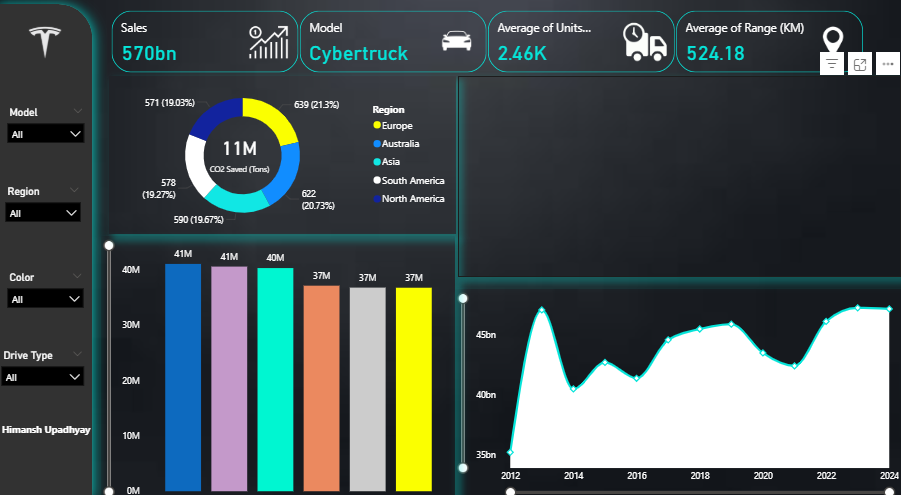 Sales
570bn
Model
Cybertruck
Average of Units...
2.46K
Average of Range (KM)
524.18
Model
All
Region
All
Color
All
Drive Type
All
Himansh Upadhyay
571 (19.03%)
639 (21.3%)
11M
CO2 Saved (Tons)
578
(19.27%)
622
(20.73%)
590 (19.67%)
Region
Europe
Australia
Asia
South America
North America
41M
41M
40M
37M
37M
37M
40M
30M
20M
10M
0M
45bn
40bn
35bn
2012
2014
2016
2018
2020
2022
2024